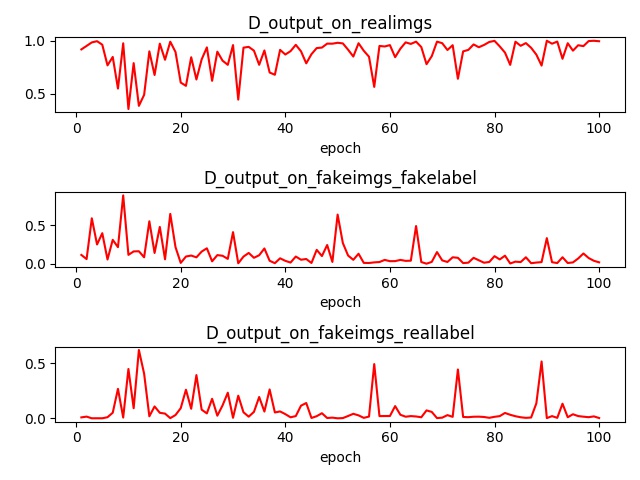 D_output_on_realimgs
1.0
0.5
0 20 40 60 80 100
epoch
D_output_on_fakeimgs_fakelabel
0.5
0.0
0 20 40 60 80 100
epoch
D_output_on_fakeimgs_reallabel
0.5
0.0
0 20 40 60 80 100
epoch